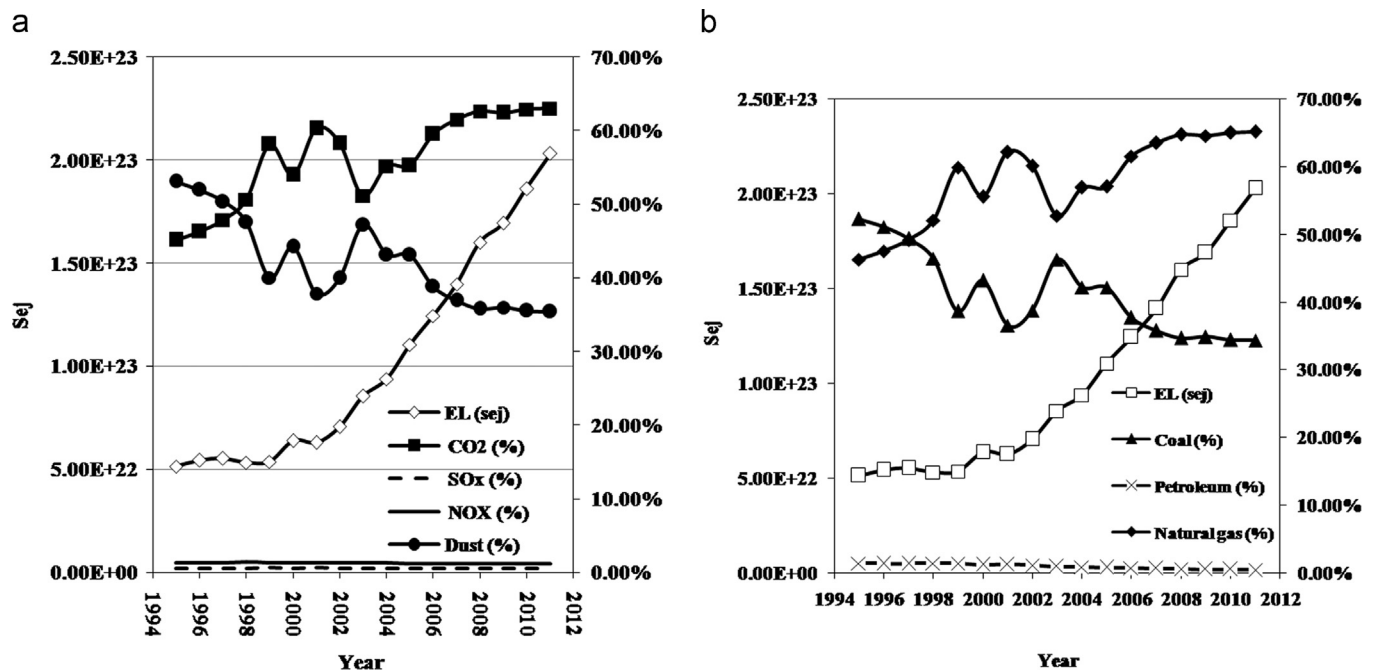 a
2.50E+23
2.00E+23
1.50E+23
1.00E+23
5.00E+22
0.00E+00
Sej
70.00%
60.00%
50.00%
40.00%
30.00%
20.00%
10.00%
0.00%
EL (sej)
CO2 (%)
SOx (%)
NOX (%)
Dust (%)
1994
1996
1998
2000
2002
2004
2006
2008
2010
2012
Year
b
2.50E+23
2.00E+23
1.50E+23
1.00E+23
5.00E+22
0.00E+00
Sej
70.00%
60.00%
50.00%
40.00%
30.00%
20.00%
10.00%
0.00%
EL (sej)
Coal (%)
Petroleum (%)
Natural gas (%)
1994 1996 1998 2000 2002 2004 2006 2008 2010 2012
Year